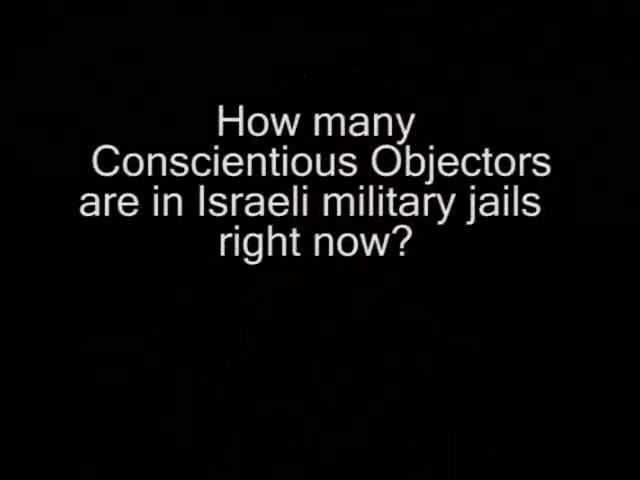 How many
Conscientious Objectors
are in Israeli military jails
right now?